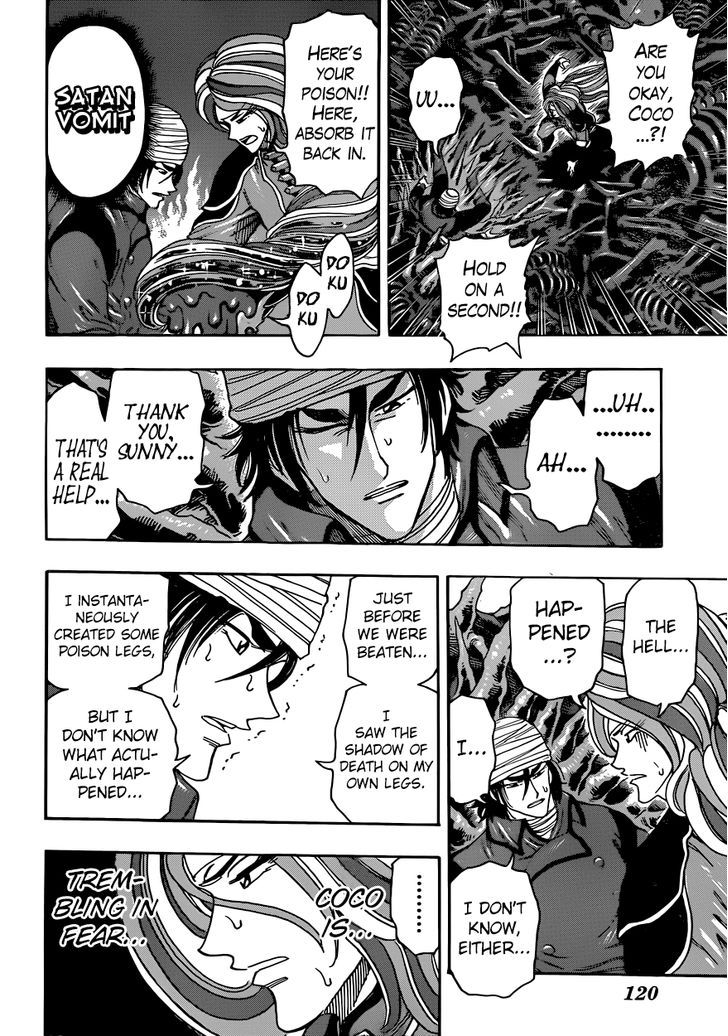 ARE
YOU
OKAY,
COCO
...?!
UU...
HOLD
ON A
SECOND!!
HERE'S
YOUR
POISON!!
HERE,
ABSORB IT
BACK IN.
SATAN
VOMIT
DO
KU
DO
KU
...UH..
.........
AH...
THANK
YOU,
SUNNY...
THAT'S
A REAL
HELP...
THE
HELL...
HAP-
PENED
...?
I...
I DON'T
KNOW,
EITHER...
JUST
BEFORE
WE WERE
BEATEN...
I
SAW THE
SHADOW OF
DEATH ON MY
OWN LEGS.
I INSTANTA-
NEOUSLY
CREATED SOME
POISON LEGS,
BUT I
DON'T KNOW
WHAT ACTU-
ALLY HAP-
PENED...
........
COCO
IS...
TREM-
BLING IN
FEAR...
120